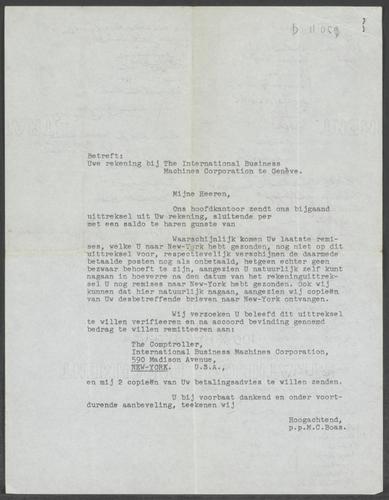 Betreft:
Uwe rekening bij The International Business
Machines Corporation te Genève.
Mijne Heeren,
Ons hoofdkantoor zendt ons bijgaand
uittreksel uit Uw rekening, sluitende per
met een saldo te haren gunste van
Waarschijnlijk komen Uw laatste remi-
ses, welke U naar New-York hebt gezonden, nog niet op dit
uittreksel voor, respectievelijk verschijnen de daarmede
betaalde posten nog als onbetaald, hetgeen echter geen
bezwaar behoeft te zijn, aangezien U natuurlijk zelf kunt
nagaan in hoeverre na den datum van het rekeninguittrek-
sel U nog remises naar New-York hebt gezonden. Ook wij
kunnen dat hier natuurlijk nagaan, aangezien wij copieën
van Uw desbetreffende brieven naar New-York ontvangen.
Wij verzoeken U beleefd dit uittreksel
te willen verifieeren en na accoord bevinding genoemd
bedrag te willen remitteeren aan:
The Comptroller,
International Business Machines Corporation,
590 Madison Avenue,
NEW-YORK. U.S.A.,
en mij 2 copieën van Uw betalingsadvies te willen zenden.
U bij voorbaat dankend en onder voort-
durende aanbeveling, teekenen wij
Hoogachtend,
p.p.M.C.Boas.